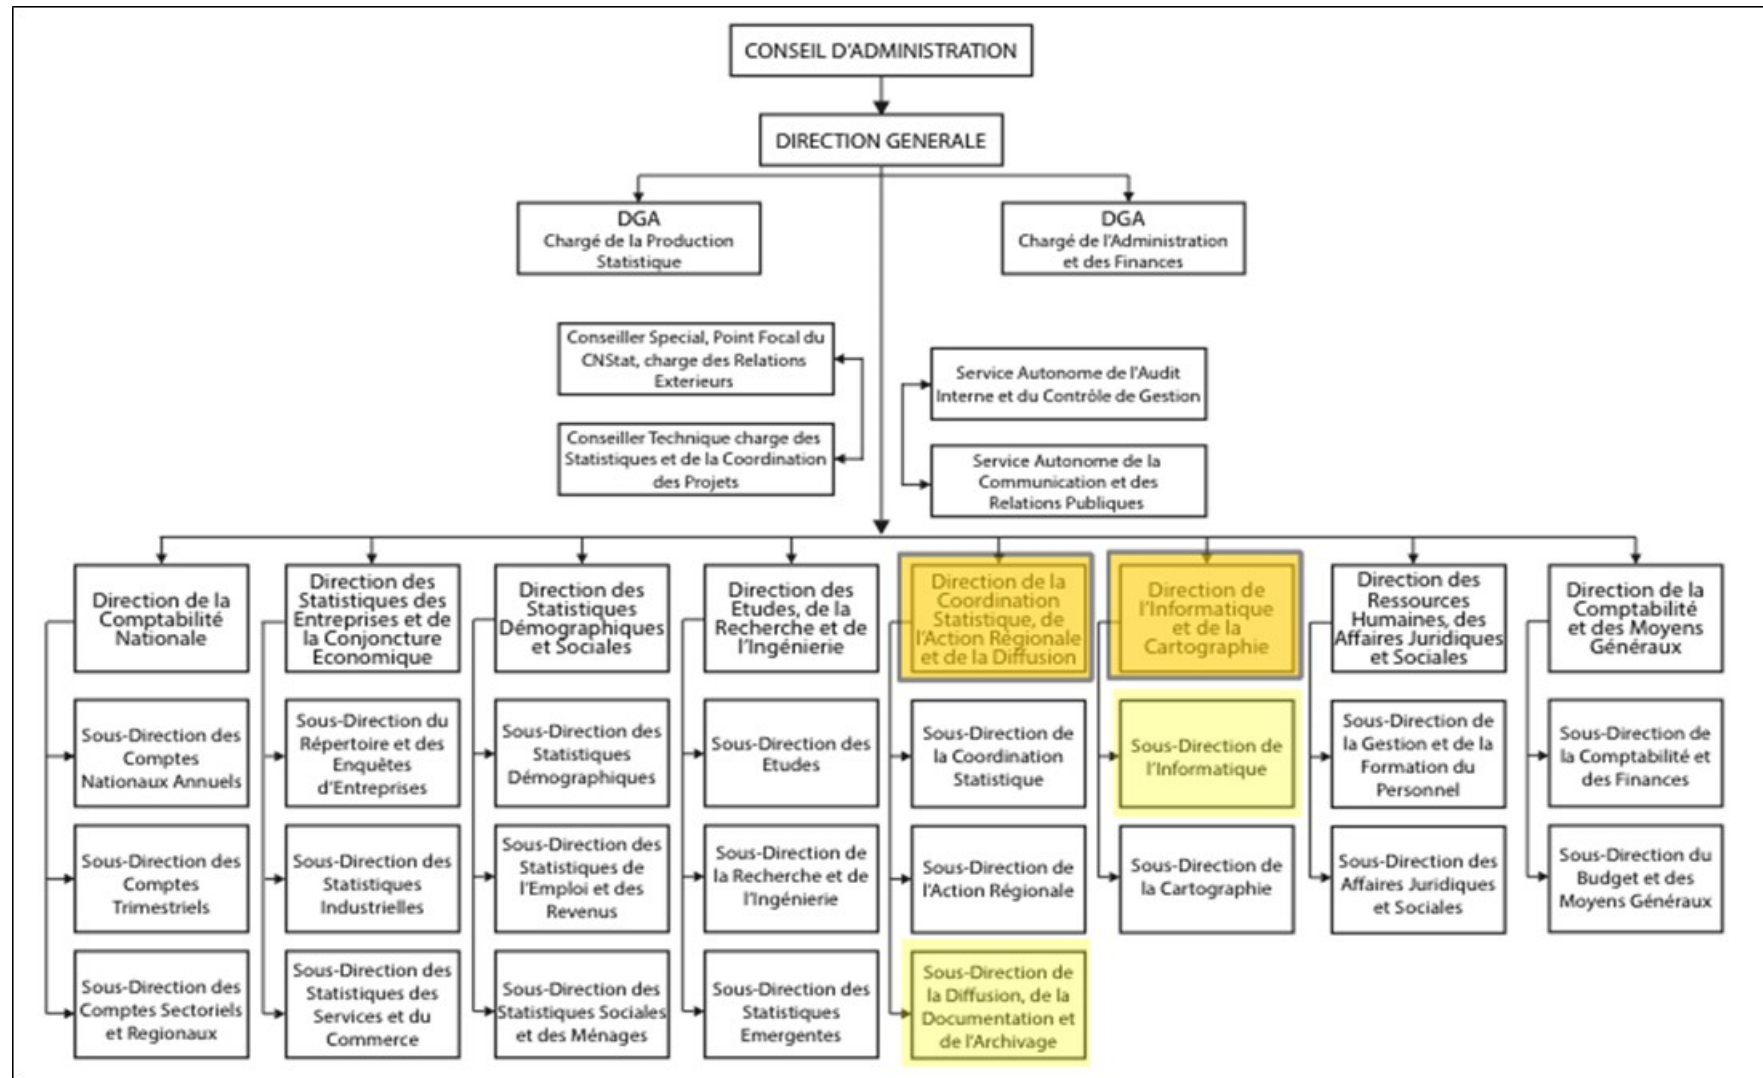 CONSEIL D'ADMINISTRATION
DIRECTION GENERALE
DGA
Chargé de la Production
Statistique
DGA
Chargé de l'Administration
et des Finances
Conseiller Special, Point Focal du
CNStat, charge des Relations
Exterieurs
Conseiller Technique charge des
Statistiques et de la Coordination
des Projets
Service Autonome de l'Audit
Interne et du Contrôle de Gestion
Service Autonome de la
Communication et des
Relations Publiques
Direction de la
Comptabilité
Nationale
Sous-Direction des
Comptes
Nationaux Annuels
Sous-Direction des
Comptes
Trimestriels
Sous-Direction des
Comptes Sectoriels
et Regionaux
Direction des
Statistiques des
Entreprises et de
la Conjoncture
Economique
Sous-Direction du
Répertoire et des
Enquêtes
d'Entreprises
Sous-Direction des
Statistiques
Industrielles
Sous-Direction des
Statistiques des
Services et du
Commerce
Direction des
Statistiques
Démographiques
et Sociales
Sous-Direction des
Statistiques
Démographiques
Sous-Direction des
Statistiques de
l'Emploi et des
Revenus
Sous-Direction des
Statistiques Sociales
et des Ménages
Direction des
Etudes, de la
Recherche et de
l'Ingénierie
Sous-Direction des
Etudes
Sous-Direction de
la Recherche et de
l'Ingénierie
Sous-Direction des
Statistiques
Emergentes
Direction de la
Coordination
Statistique, de
l'Action Régionale
et de la Diffusion
Sous-Direction de
la Coordination
Statistique
Sous-Direction de
l'Action Régionale
Sous-Direction de
la Diffusion, de la
Documentation et
de l'Archivage
Direction de
l'Informatique
et de la
Cartographie
Sous-Direction de
l'Informatique
Sous-Direction de
la Cartographie
Direction des
Ressources
Humaines, des
Affaires Juridiques
et Sociales
Sous-Direction de
la Gestion et de la
Formation du
Personnel
Sous-Direction des
Affaires Juridiques
et Sociales
Direction de la
Comptabilité
et des Moyens
Généraux
Sous-Direction de
la Comptabilité et
des Finances
Sous-Direction du
Budget et des
Moyens Généraux